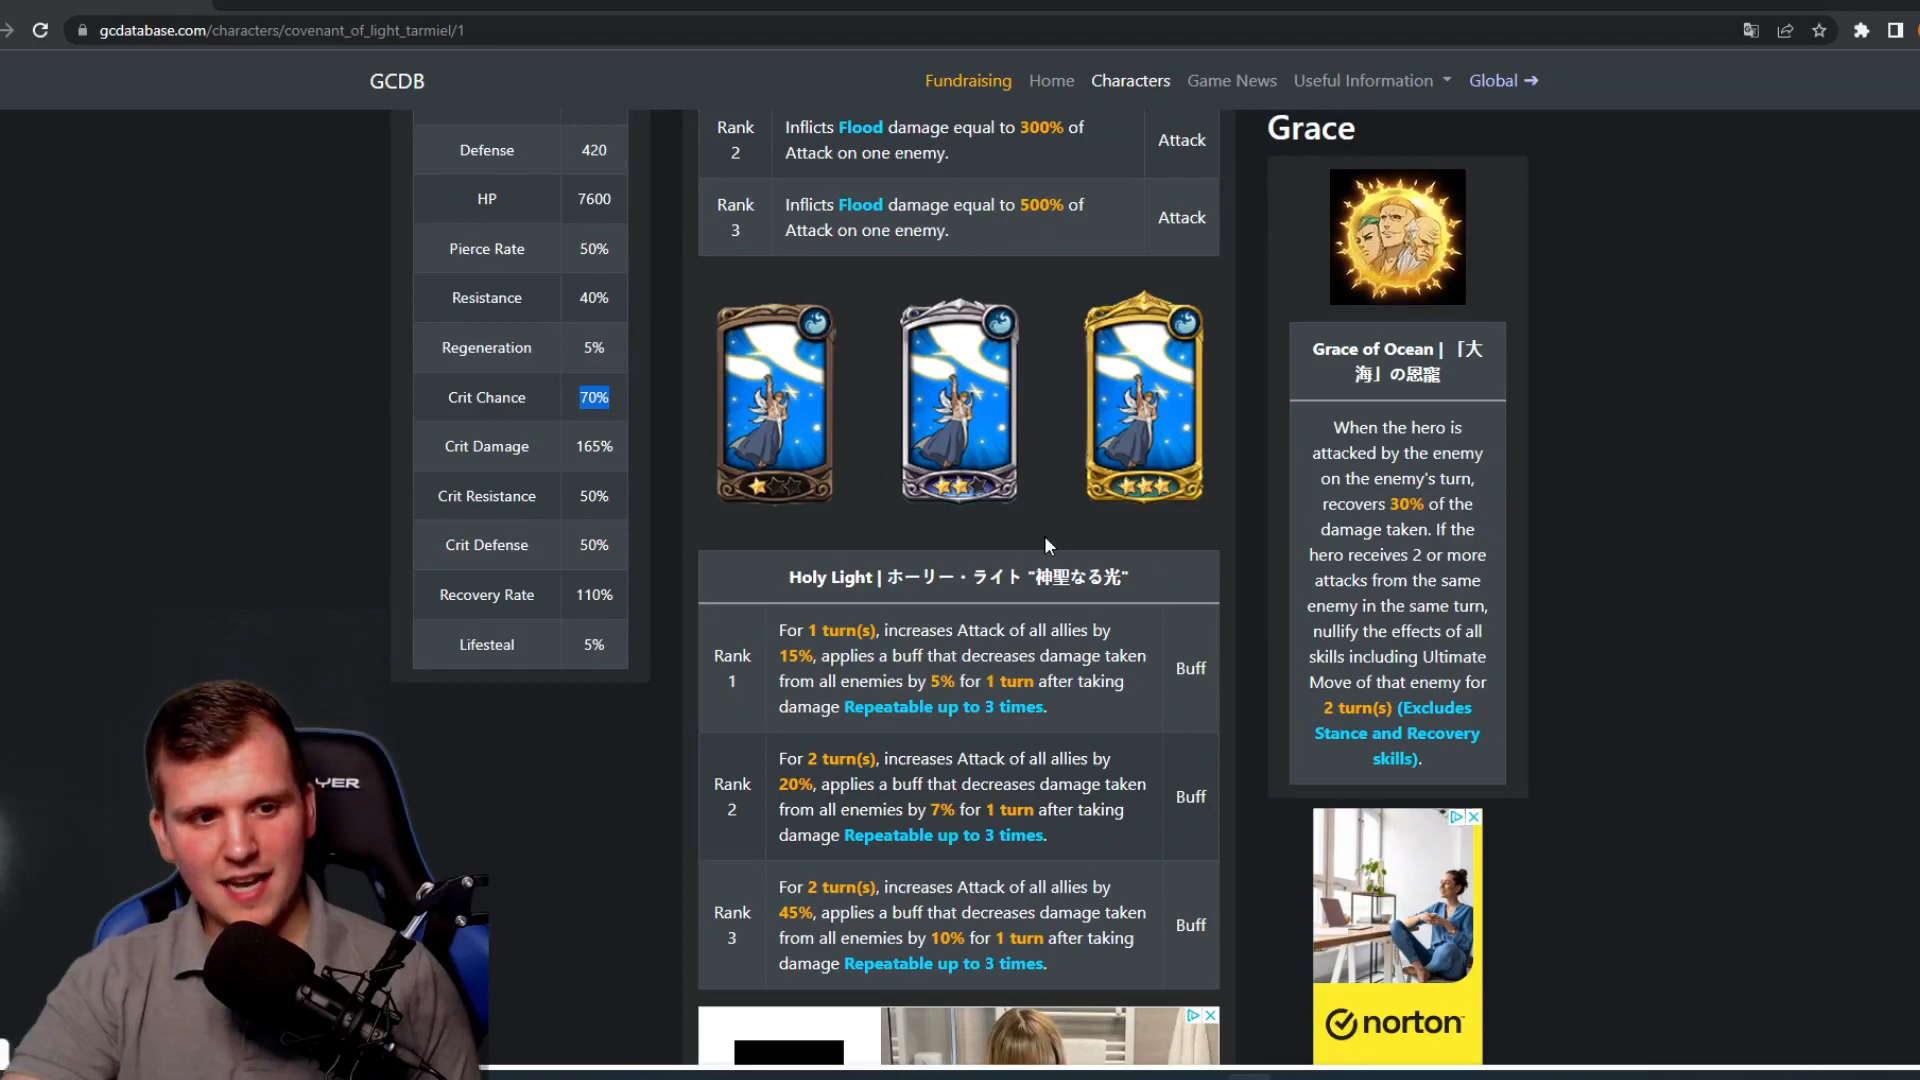 gcdatabase.com/characters/covenant_of_light_tarmiel/1
GCDB
Fundraising
Home
Characters
Game News
Useful Information
Global
Defense 420
HP 7600
Pierce Rate 50%
Resistance 40%
Regeneration 5%
Crit Chance 70%
Crit Damage 165%
Crit Resistance 50%
Crit Defense 50%
Recovery Rate 110%
Lifesteal 5%
Rank 2
Inflicts Flood damage equal to 300% of
Attack on one enemy.
Attack
Rank 3
Inflicts Flood damage equal to 500% of
Attack on one enemy.
Attack
Holy Light | ホーリー・ライト "神聖なる光"
Rank 1
For 1 turn(s), increases Attack of all allies by
15%, applies a buff that decreases damage taken
from all enemies by 5% for 1 turn after taking
damage Repeatable up to 3 times.
Buff
Rank 2
For 2 turn(s), increases Attack of all allies by
20%, applies a buff that decreases damage taken
from all enemies by 7% for 1 turn after taking
damage Repeatable up to 3 times.
Buff
Rank 3
For 2 turn(s), increases Attack of all allies by
45%, applies a buff that decreases damage taken
from all enemies by 10% for 1 turn after taking
damage Repeatable up to 3 times.
Buff
Grace
Grace of Ocean | 「大
海」の恩寵
When the hero is
attacked by the enemy
on the enemy's turn,
recovers 30% of the
damage taken. If the
hero receives 2 or more
attacks from the same
enemy in the same turn,
nullify the effects of all
skills including Ultimate
Move of that enemy for
2 turn(s) (Excludes
Stance and Recovery
skills).
norton
YER